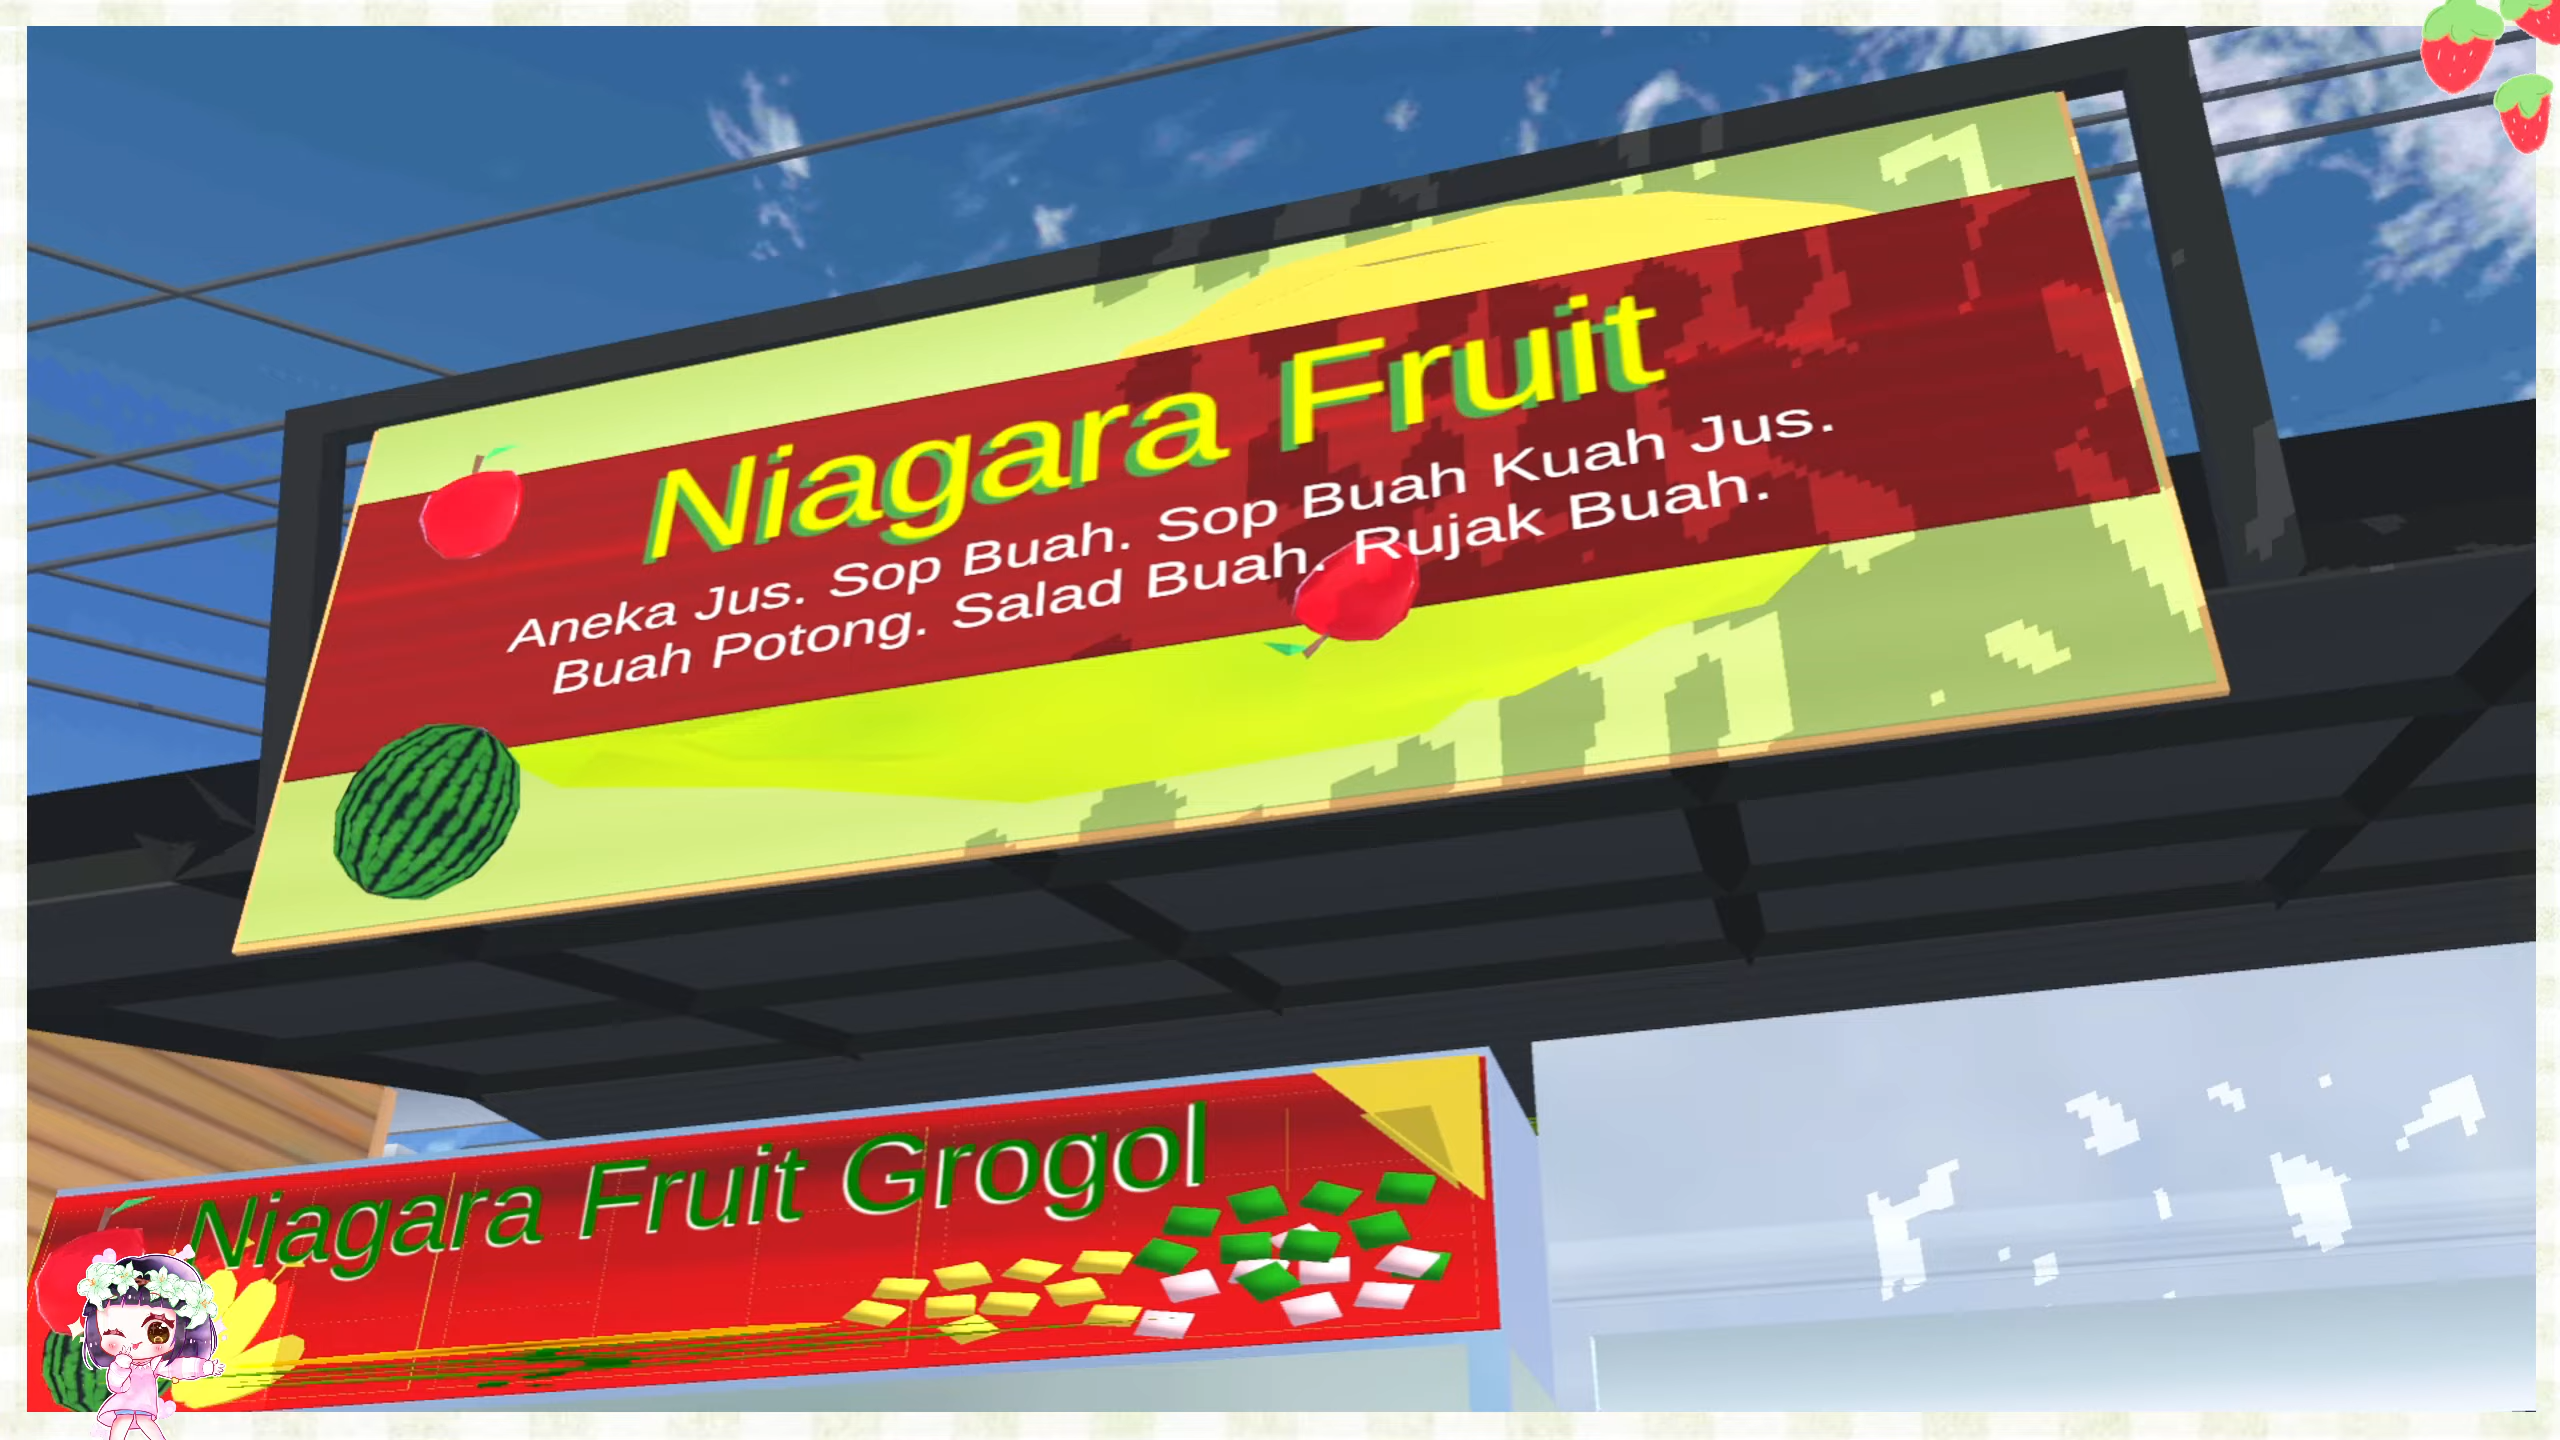 Niagara Fruit
Aneka Jus. Sop Buah. Sop Buah Kuah Jus.
Buah Potong. Salad Buah. Rujak Buah.
Niagara Fruit Grogol